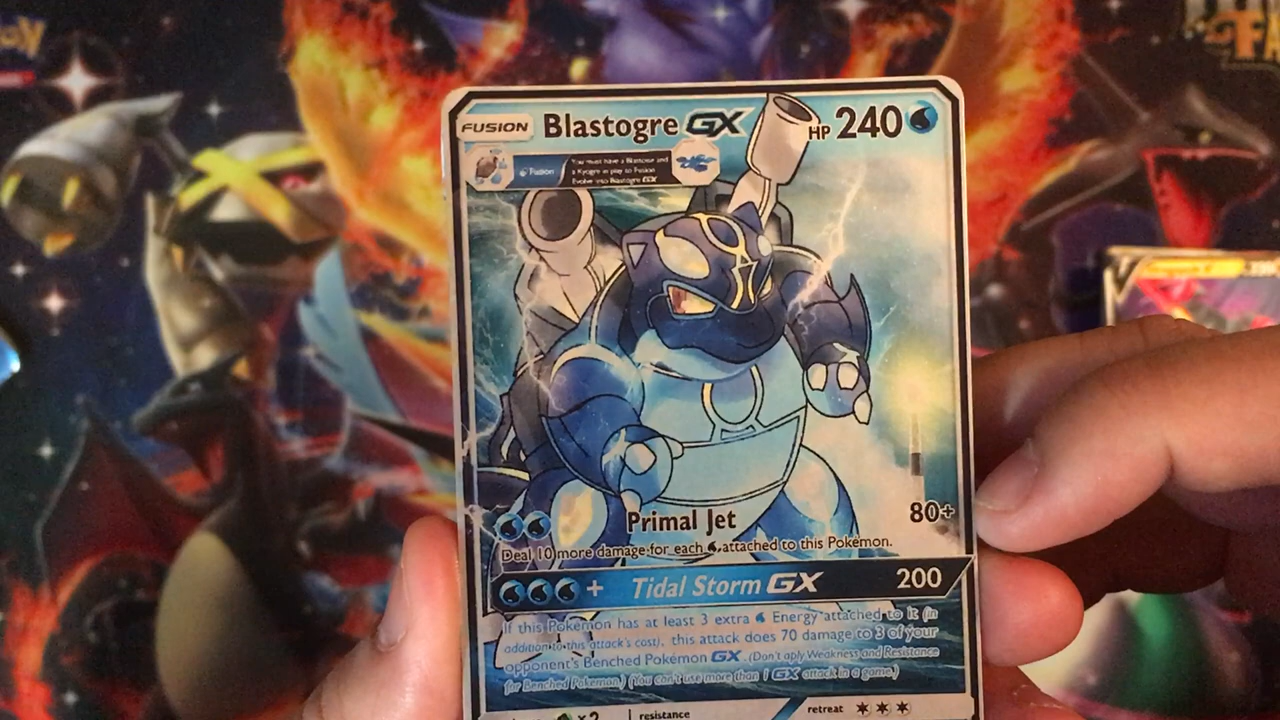 FUSION Blastogre GX HP 240
Fusion
You must have a Blastoise and
a Kyogre in play to Fusion
Evolve into Blastogre GX
Primal Jet 80+
Deal 10 more damage for each attached to this Pokémon.
+ Tidal Storm GX 200
If this Pokémon has at least 3 extra Energy attached to it (in
addition to this attack's cost), this attack does 70 damage to 3 of your
opponent's Benched Pokémon GX. (Don't aply Weakness and Resistance
for Benched Pokémon.) (You can't use more than 1 GX attack in a game.)
x2 resistance retreat